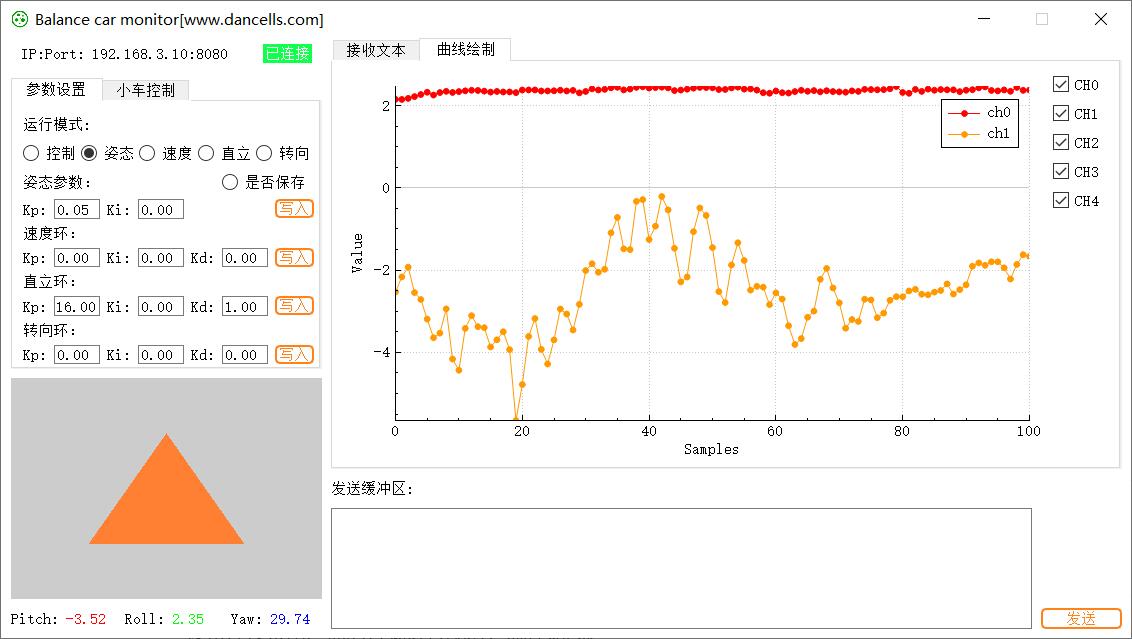 Balance car monitor[www.dancells.com]
IP:Port: 192.168.3.10:8080 已连接
参数设置 小车控制
运行模式:
控制 姿态 速度 直立 转向
姿态参数: 是否保存
Kp: 0.05 Ki: 0.00 写入
速度环:
Kp: 0.00 Ki: 0.00 Kd: 0.00 写入
直立环:
Kp: 16.00 Ki: 0.00 Kd: 1.00 写入
转向环:
Kp: 0.00 Ki: 0.00 Kd: 0.00 写入
Pitch: -3.52 Roll: 2.35 Yaw: 29.74
接收文本 曲线绘制
2
0
-2
-4
Value
0 20 40 60 80 100
Samples
ch0
ch1
CH0
CH1
CH2
CH3
CH4
发送缓冲区:
发送